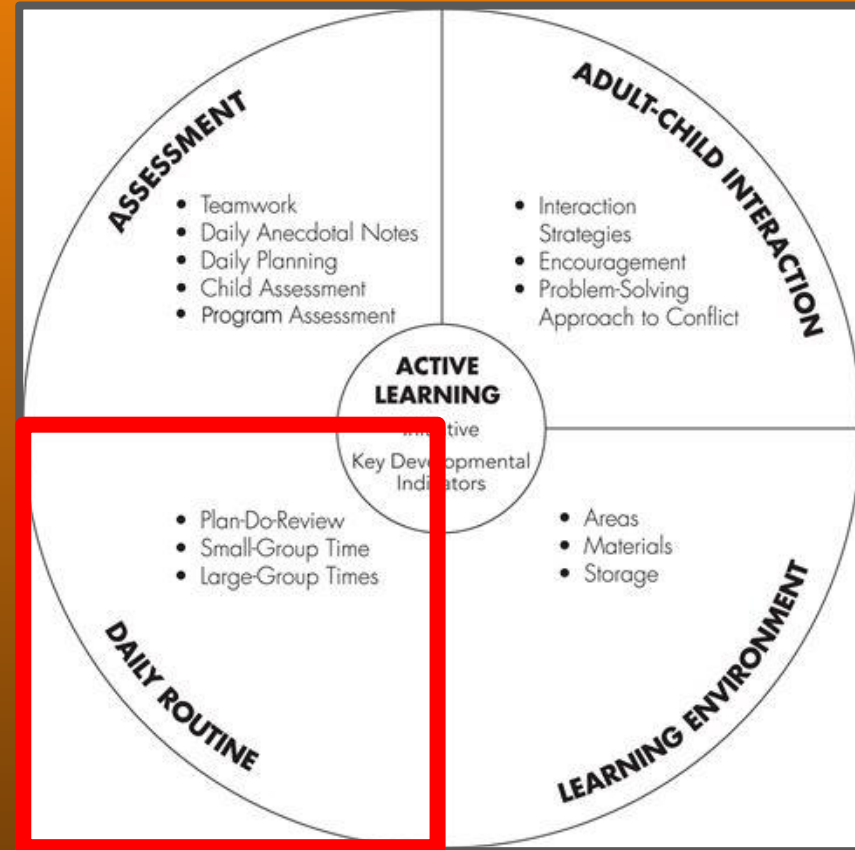 ASSESSMENT
• Teamwork
• Daily Anecdotal Notes
• Daily Planning
• Child Assessment
• Program Assessment
ADULT-CHILD INTERACTION
• Interaction
Strategies
• Encouragement
• Problem-Solving
Approach to Conflict
ACTIVE
LEARNING
Key Developmental
Indicators
• Plan-Do-Review
• Small-Group Time
• Large-Group Times
DAILY ROUTINE
• Areas
• Materials
• Storage
LEARNING ENVIRONMENT